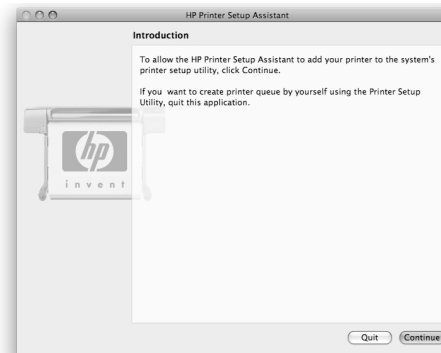 HP Printer Setup Assistant
Introduction
To allow the HP Printer Setup Assistant to add your printer to the system's
printer setup utility, click Continue.
If you want to create printer queue by yourself using the Printer Setup
Utility, quit this application.
hp
invent
Quit
Continue